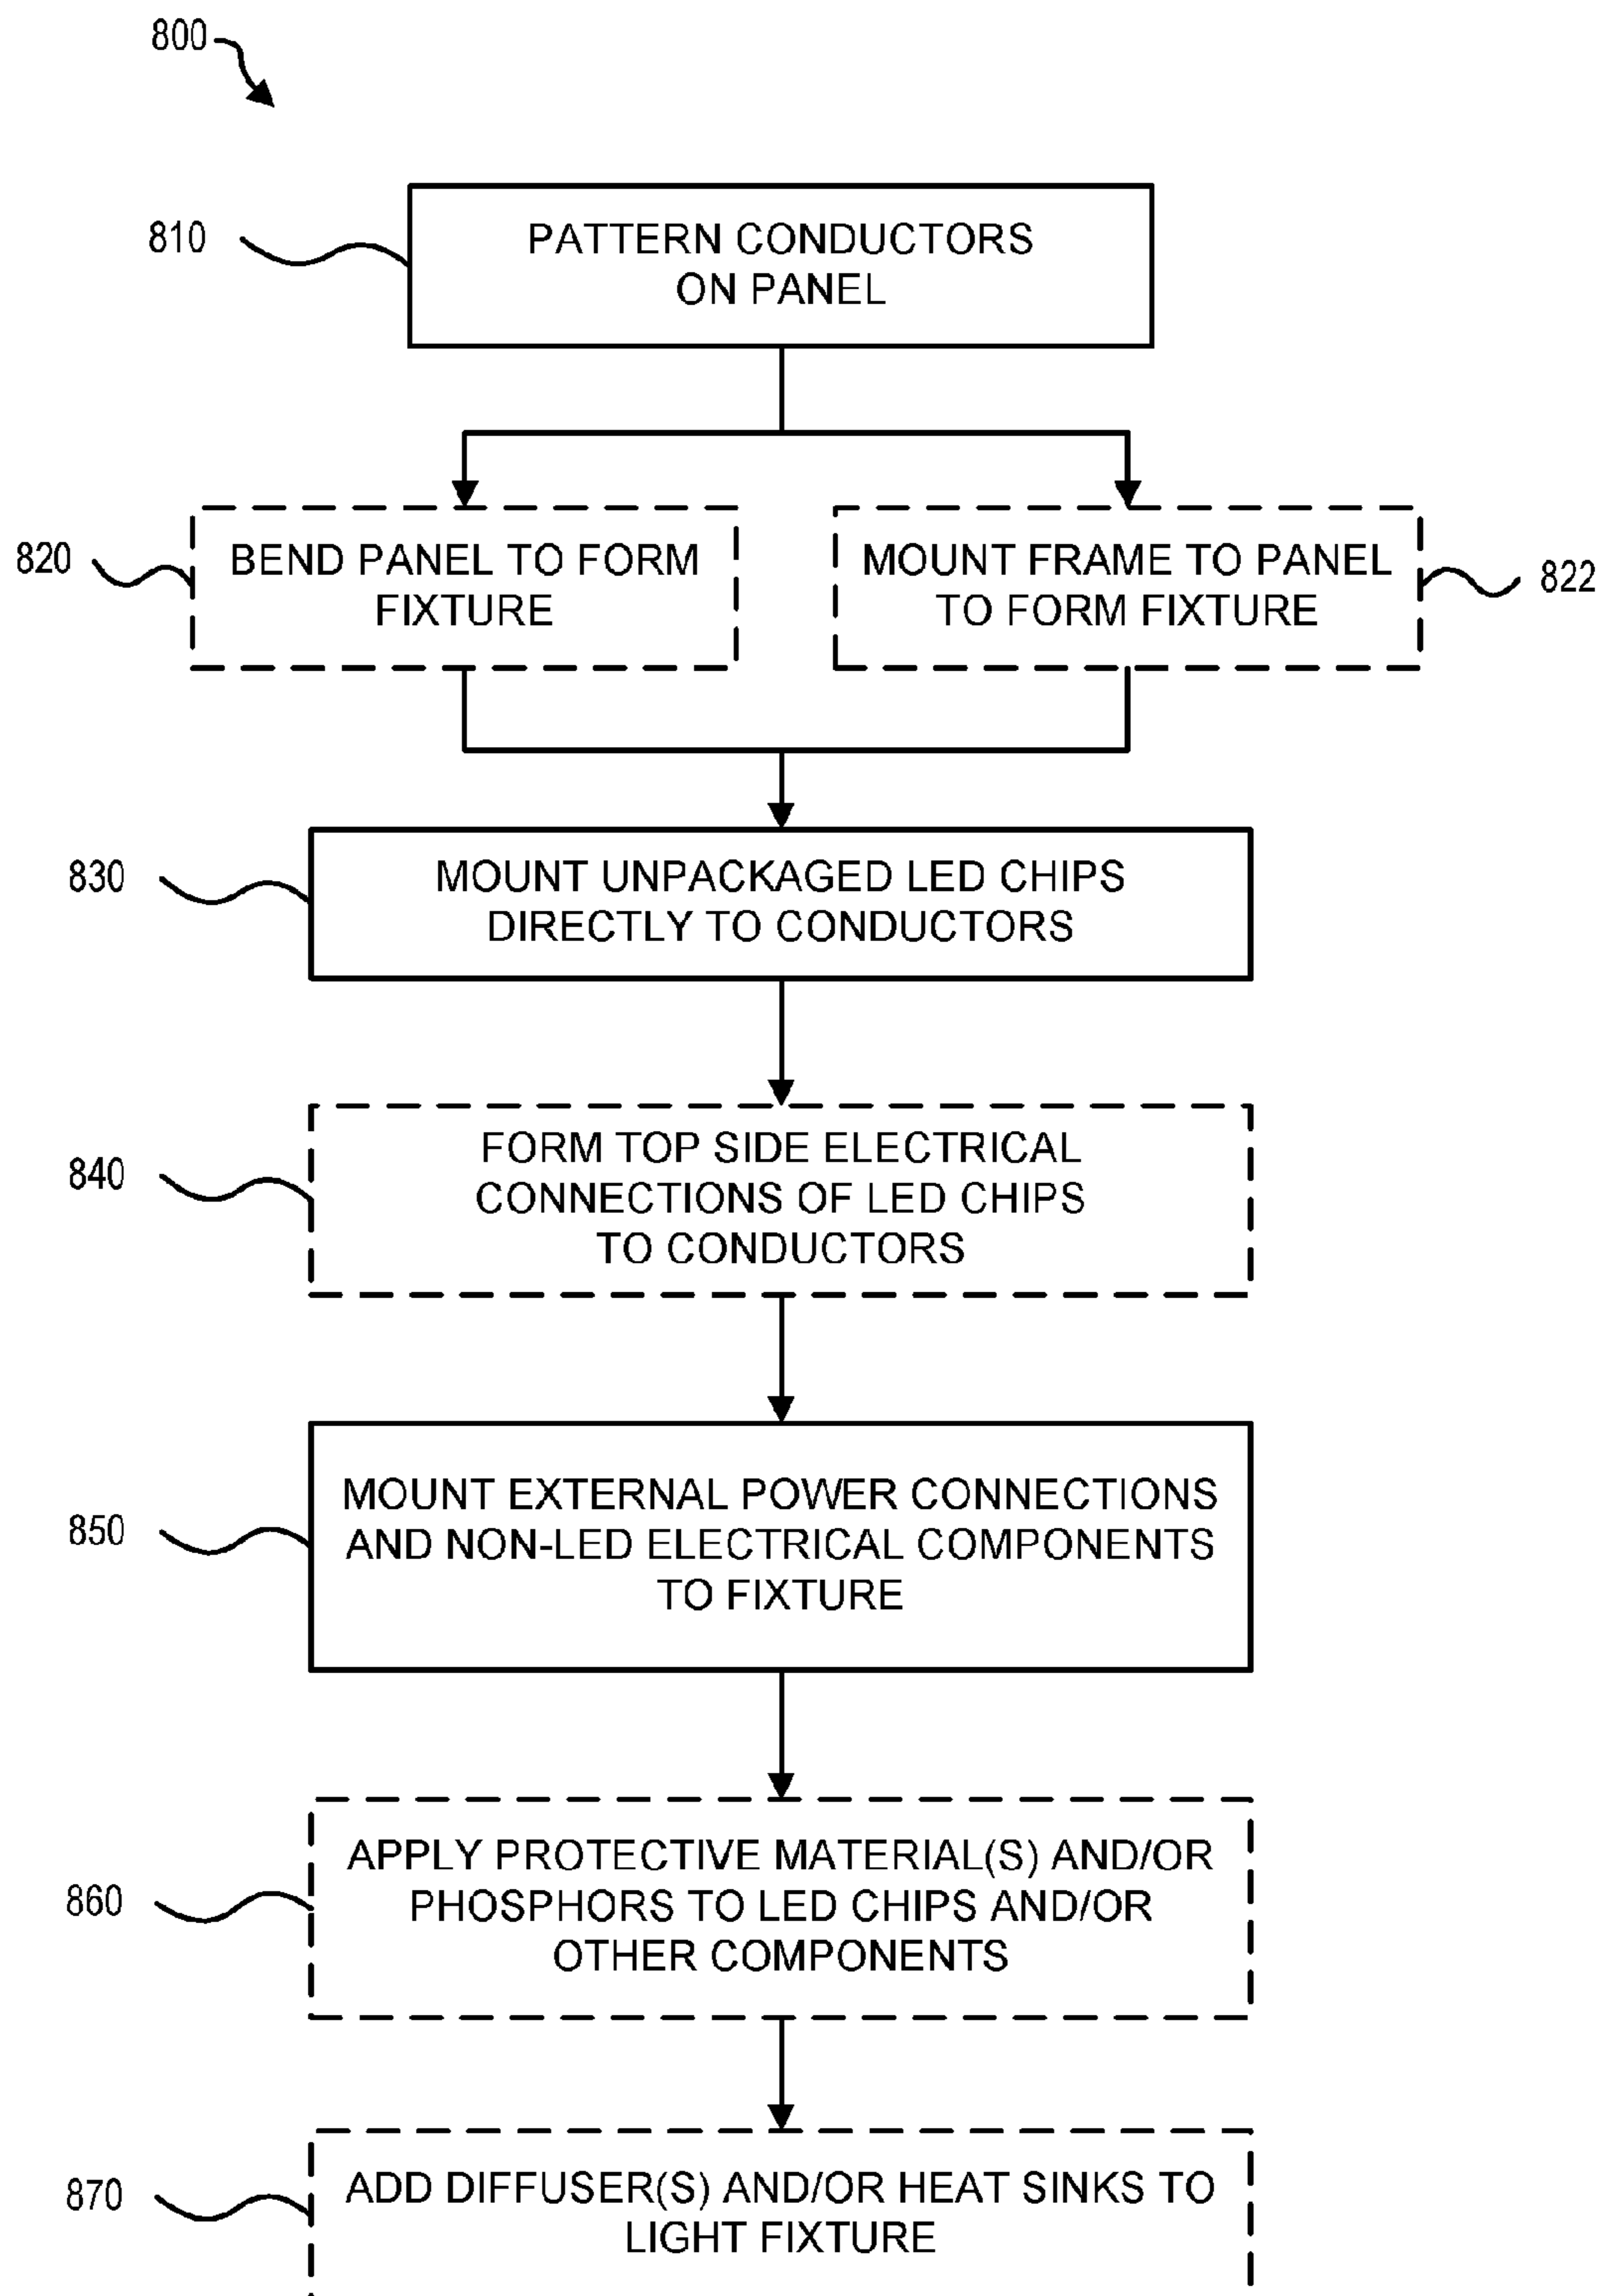 800
810
PATTERN CONDUCTORS
ON PANEL
820
BEND PANEL TO FORM
FIXTURE
MOUNT FRAME TO PANEL
TO FORM FIXTURE
822
830
MOUNT UNPACKAGED LED CHIPS
DIRECTLY TO CONDUCTORS
840
FORM TOP SIDE ELECTRICAL
CONNECTIONS OF LED CHIPS
TO CONDUCTORS
850
MOUNT EXTERNAL POWER CONNECTIONS
AND NON-LED ELECTRICAL COMPONENTS
TO FIXTURE
860
APPLY PROTECTIVE MATERIAL(S) AND/OR
PHOSPHORS TO LED CHIPS AND/OR
OTHER COMPONENTS
870
ADD DIFFUSER(S) AND/OR HEAT SINKS TO
LIGHT FIXTURE